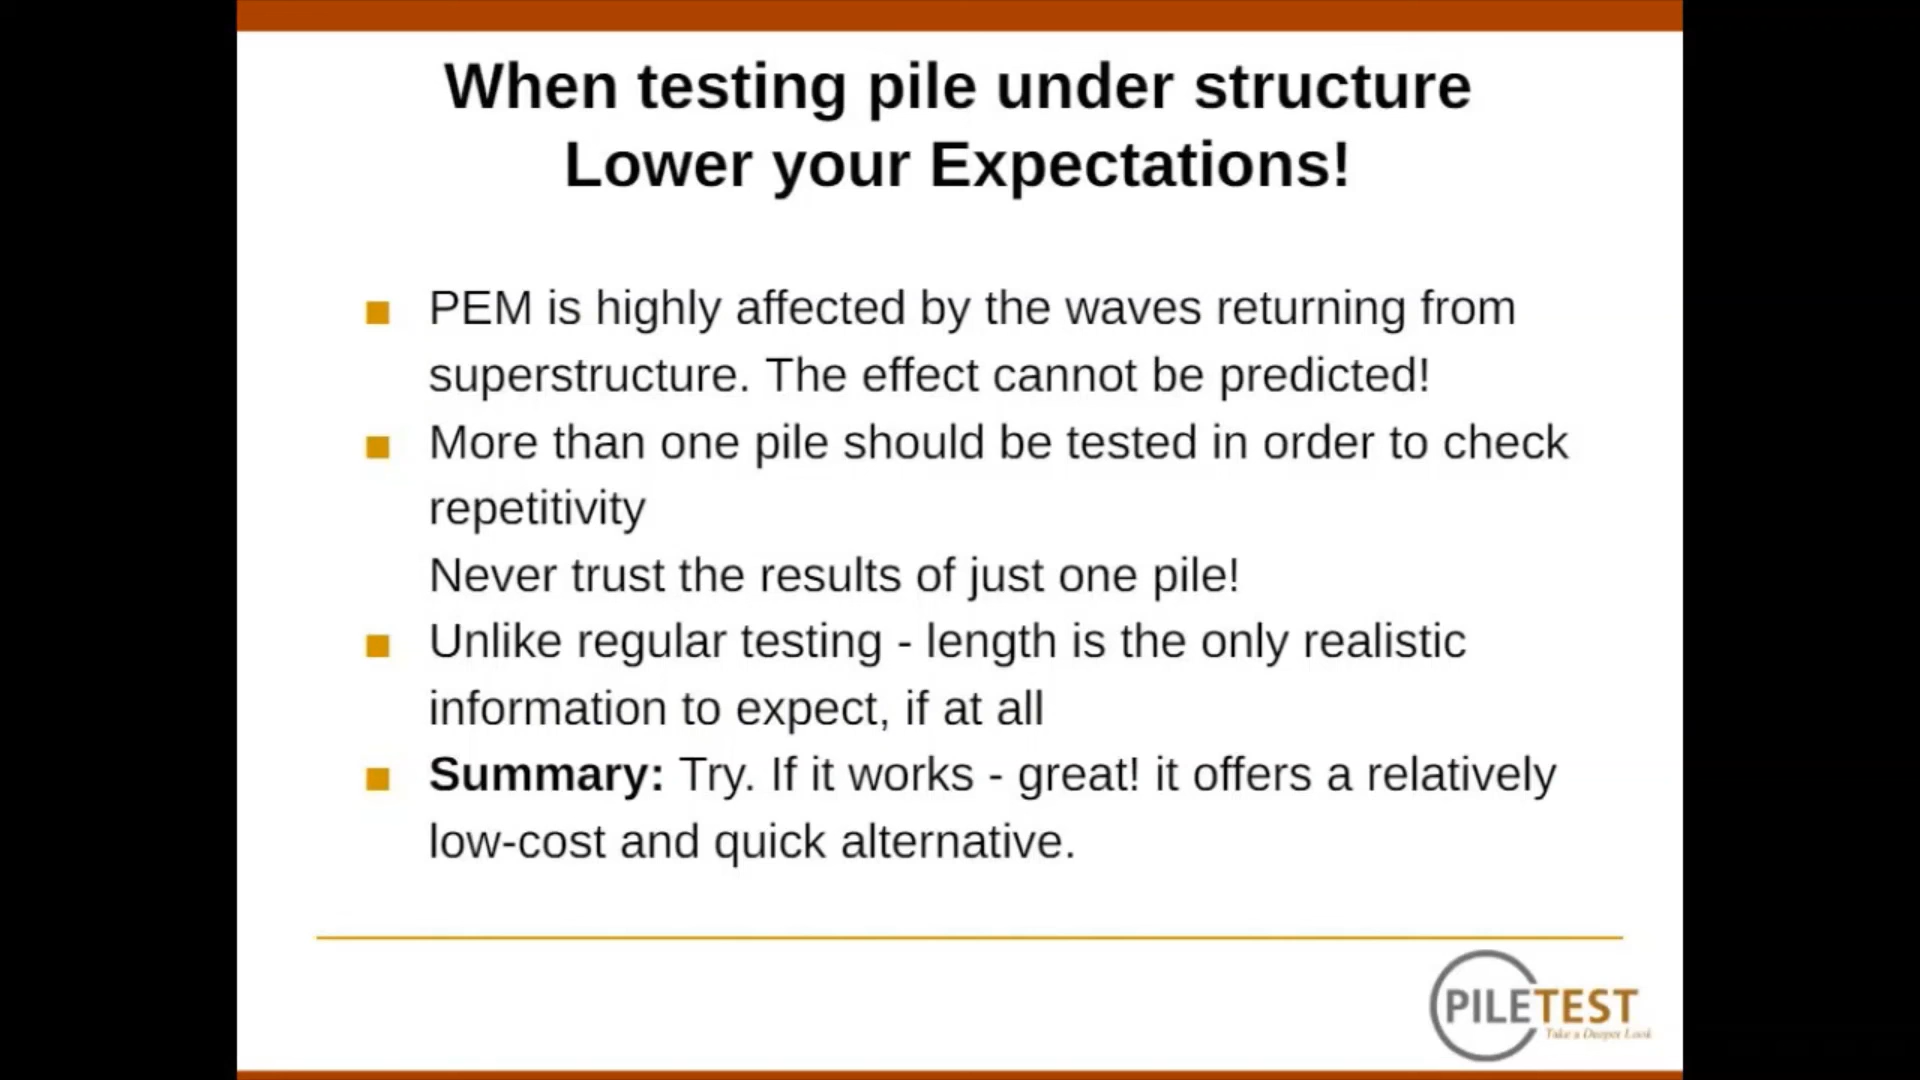 When testing pile under structure
Lower your Expectations!
PEM is highly affected by the waves returning from
superstructure. The effect cannot be predicted!
More than one pile should be tested in order to check
repetitivity
Never trust the results of just one pile!
Unlike regular testing - length is the only realistic
information to expect, if at all
Summary: Try. If it works - great! it offers a relatively
low-cost and quick alternative.
PILETEST
Take a Deeper Look